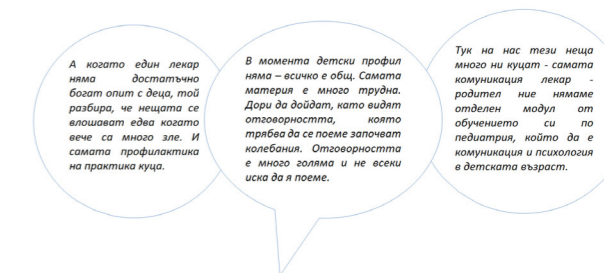 А когато един лекар
няма достатъчно
богат опит с деца, той
разбира, че нещата се
влошават едва когато
вече са много зле. И
самата профилактика
на практика куца.
В момента детски профил
няма – всичко е общ. Самата
материя е много трудна.
Дори да дойдат, като видят
отговорността, която
трябва да се поеме започват
колебания. Отговорността
е много голяма и не всеки
иска да я поеме.
Тук на нас тези неща
много ни куцат - самата
комуникация лекар -
родител ние нямаме
отделен модул от
обучението си по
педиатрия, който да е
комуникация и психология
в детската възраст.